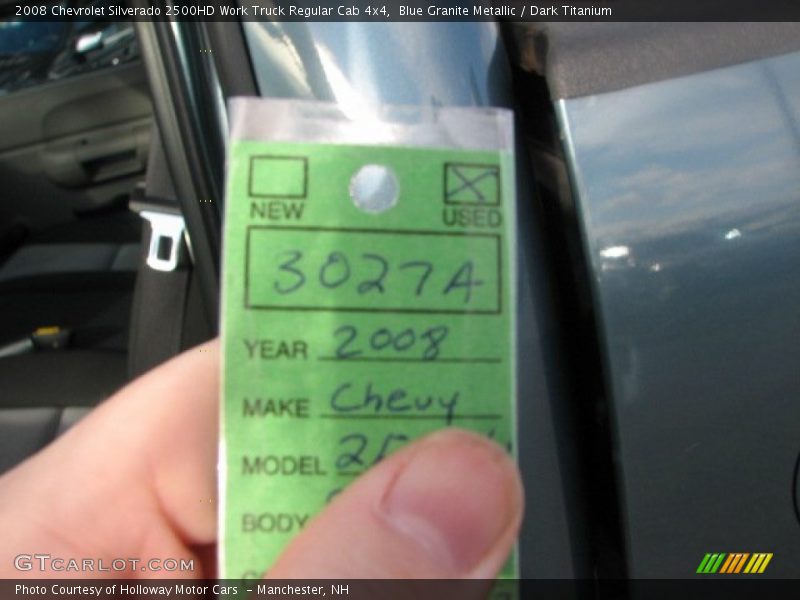 2008 Chevrolet Silverado 2500HD Work Truck Regular Cab 4x4, Blue Granite Metallic / Dark Titanium
NEW USED
3027A
YEAR 2008
MAKE Chevy
MODEL
BODY
GTCARLOT.COM
Photo Courtesy of Holloway Motor Cars - Manchester, NH